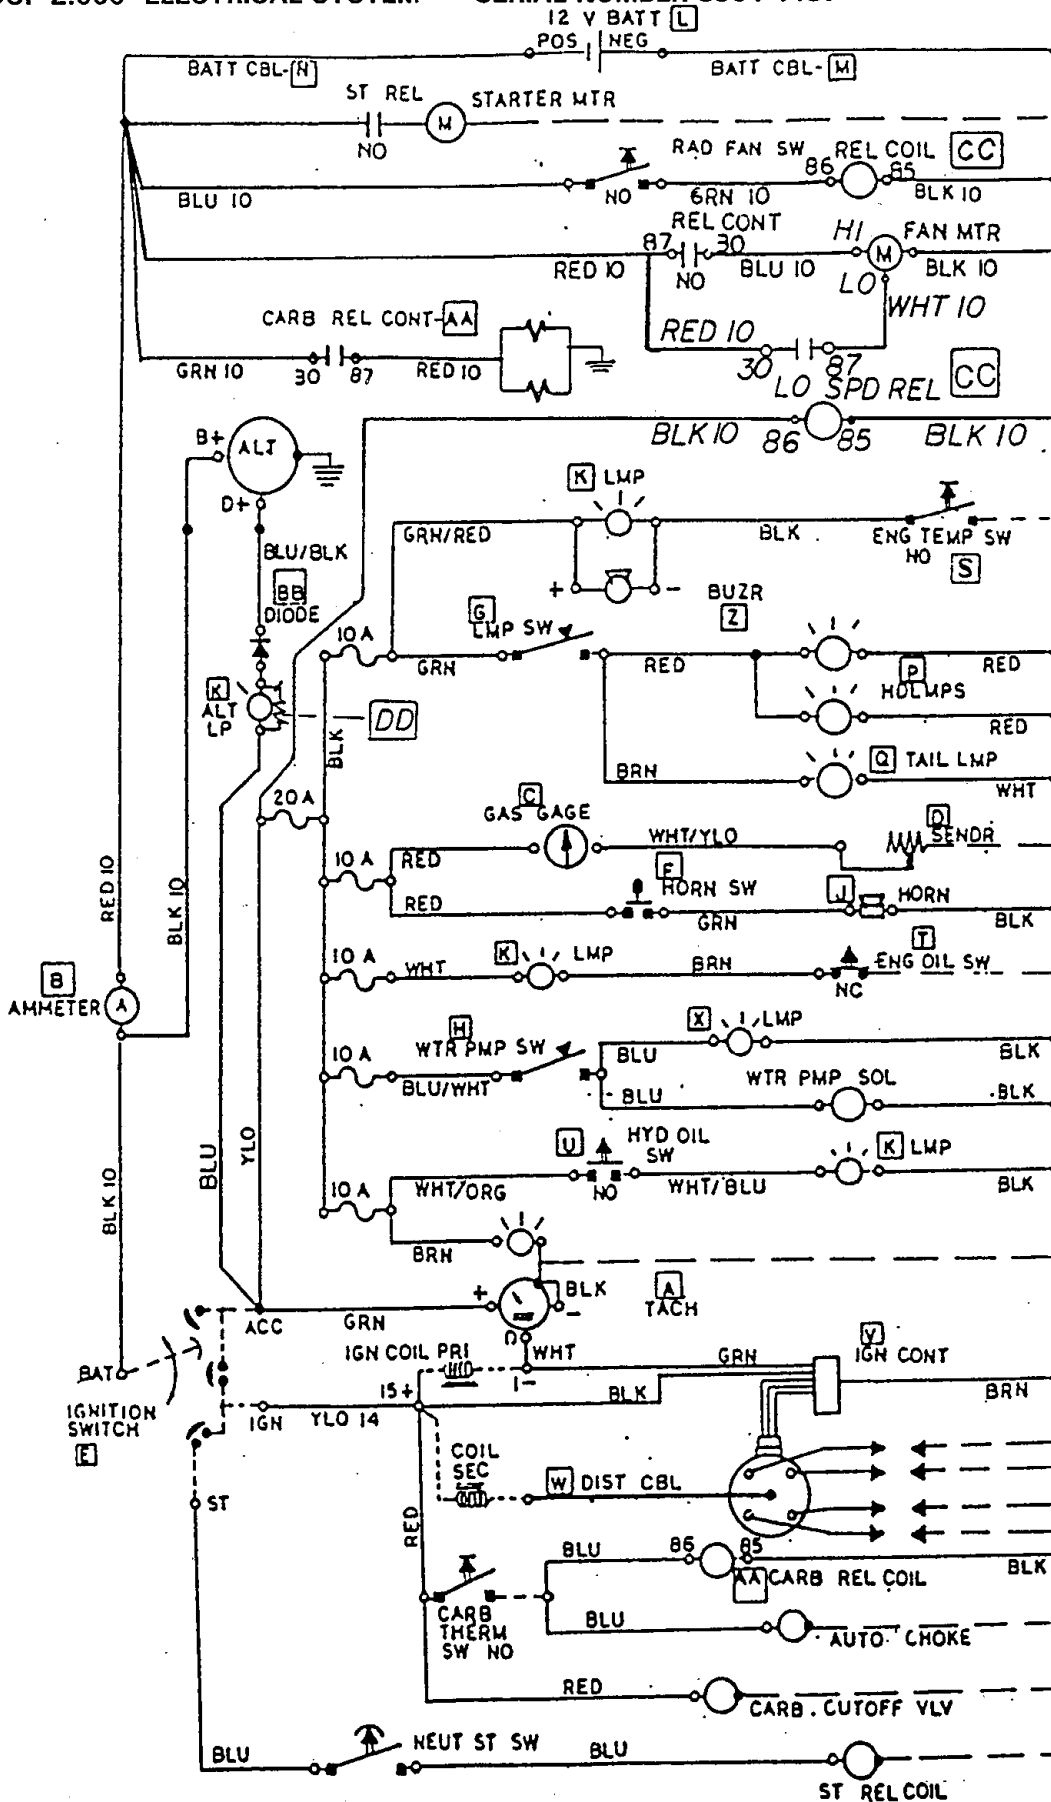 2.000 ELECTRICAL SYSTEM. SERIAL NUMBER
12 V BATT L
POS NEG
BATT CBL-N BATT CBL-M
ST REL STARTER MTR
M
NO
RAD FAN SW 86 REL COIL 85 CC
BLU 10 NO GRN 10 BLK 10
REL CONT HI FAN MTR
87 30 M
RED 10 NO BLU 10 BLK 10
LO
WHT 10
CARB REL CONT-AA
RED 10
GRN 10 30 87 RED 10
30 87
LO SPD REL CC
BLK 10 86 85 BLK 10
B+ ALT
D+
K LMP
GRN/RED BLK ENG TEMP SW
NO
S
BLU/BLK
BB
DIODE
+ -
BUZR
Z
G
LMP SW
10 A
GRN RED RED
P
HDLMPS
K
ALT
LP
DD
RED
BLK
BRN Q TAIL LMP
WHT
20 A
C
GAS GAGE
WHT/YLO D
SENDR
10 A RED
F
HORN SW J HORN
RED GRN BLK
RED 10
BLK 10
10 A WHT K LMP BRN T
ENG OIL SW
NC
B
AMMETER A
H
WTR PMP SW
X LMP
10 A BLU BLK
BLU/WHT
WTR PMP SOL
BLU BLK
BLU
YLO
BLK 10
U HYD OIL
SW
K LMP
10 A WHT/ORG NO WHT/BLU BLK
BRN
+ BLK -
A
TACH
ACC GRN
WHT
V
IGN CONT
IGN COIL PRI GRN
BAT 1-
15+ BLK BRN
IGNITION
SWITCH
E
IGN YLO 14
COIL
SEC
W DIST CBL
ST
RED
BLU 86 85
BLK
AA CARB REL COIL
CARB
THERM
SW NO
BLU
AUTO. CHOKE
RED
CARB. CUTOFF VLV
BLU NEUT ST SW BLU
ST REL COIL